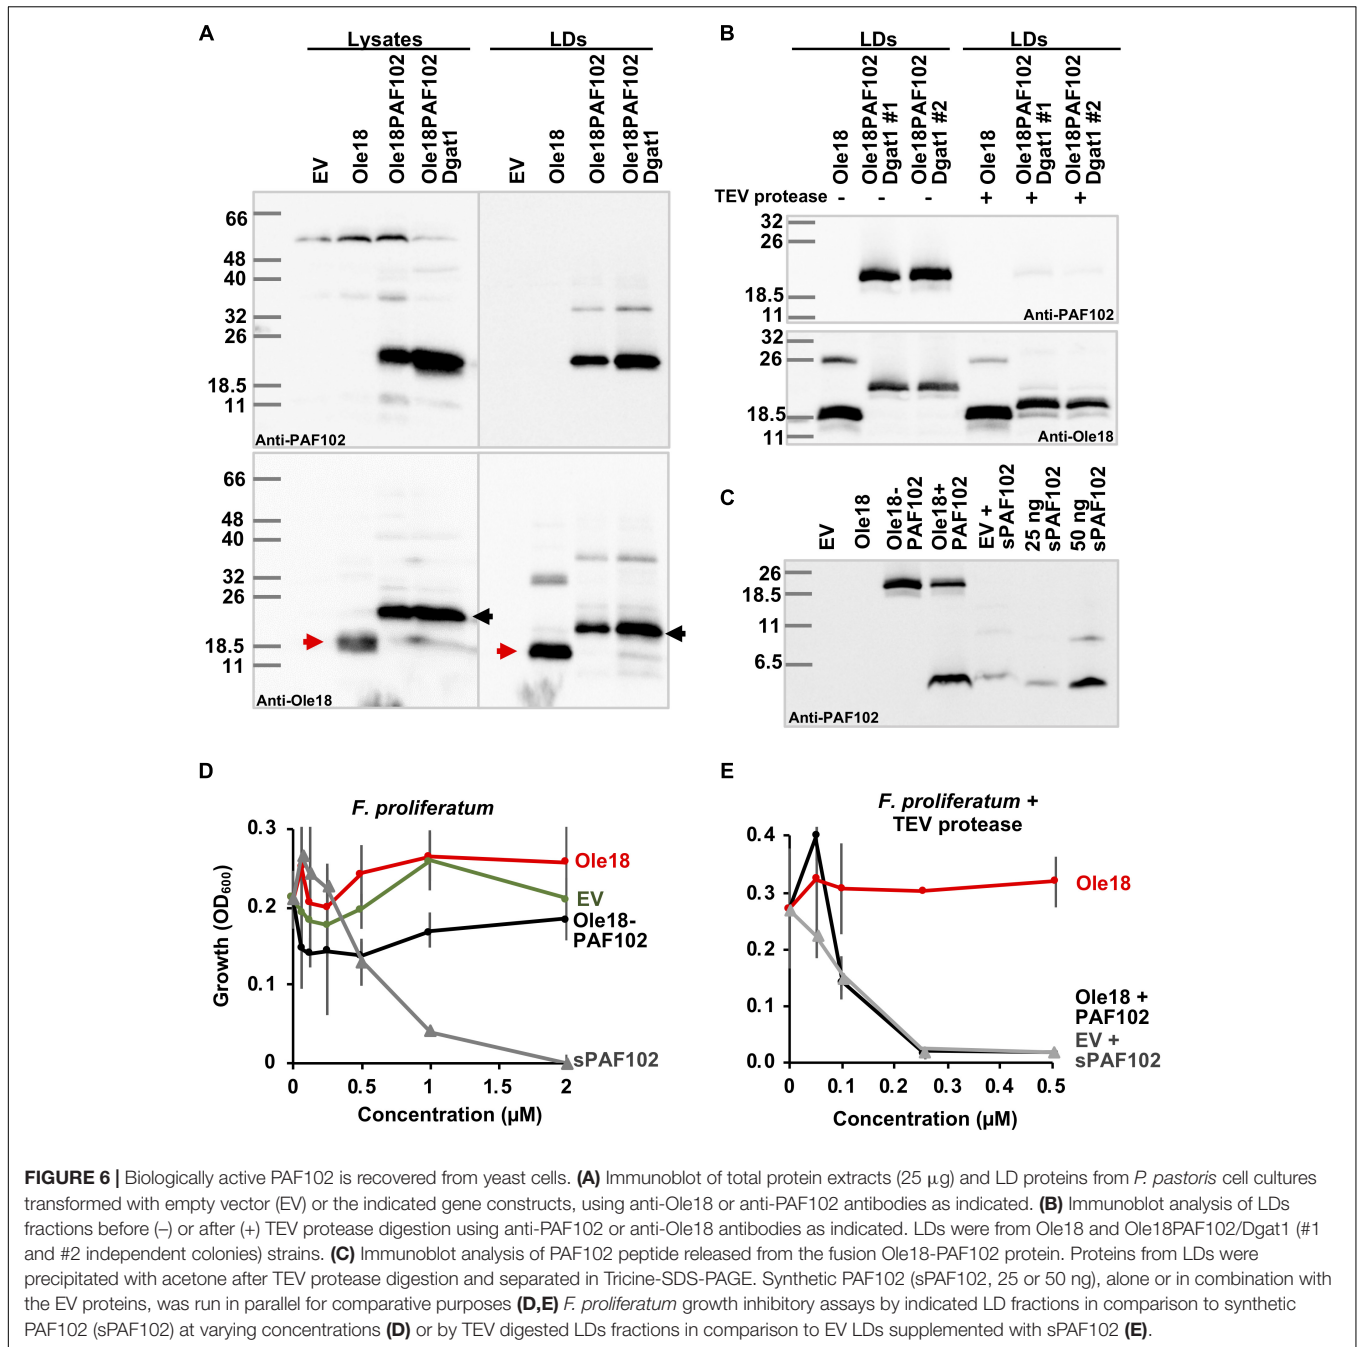 A
Lysates
LDs
EV
Ole18
Ole18PAF102
Ole18PAF102
Dgat1
EV
Ole18
Ole18PAF102
Ole18PAF102
Dgat1
66
48
40
32
26
18.5
11
Anti-PAF102
66
48
40
32
26
18.5
11
Anti-Ole18
B
LDs
LDs
Ole18
Ole18PAF102
Dgat1 #1
Ole18PAF102
Dgat1 #2
Ole18
Ole18PAF102
Dgat1 #1
Ole18PAF102
Dgat1 #2
TEV protease - - - + + +
32
26
18.5
11
Anti-PAF102
32
26
18.5
11
Anti-Ole18
C
EV
Ole18
Ole18-
PAF102
Ole18+
PAF102
EV +
sPAF102
25 ng
sPAF102
50 ng
sPAF102
26
18.5
11
6.5
Anti-PAF102
D
F. proliferatum
0.3
0.2
0.1
0
Growth (OD600)
Ole18
EV
Ole18-
PAF102
sPAF102
0 0.5 1 1.5 2
Concentration (µM)
E
F. proliferatum +
TEV protease
0.4
0.3
0.2
0.1
0.0
Ole18
Ole18 +
PAF102
EV +
sPAF102
0 0.1 0.2 0.3 0.4 0.5
Concentration (µM)
FIGURE 6 | Biologically active PAF102 is recovered from yeast cells. (A) Immunoblot of total protein extracts (25 µg) and LD proteins from P. pastoris cell cultures
transformed with empty vector (EV) or the indicated gene constructs, using anti-Ole18 or anti-PAF102 antibodies as indicated. (B) Immunoblot analysis of LDs
fractions before (–) or after (+) TEV protease digestion using anti-PAF102 or anti-Ole18 antibodies as indicated. LDs were from Ole18 and Ole18PAF102/Dgat1 (#1
and #2 independent colonies) strains. (C) Immunoblot analysis of PAF102 peptide released from the fusion Ole18-PAF102 protein. Proteins from LDs were
precipitated with acetone after TEV protease digestion and separated in Tricine-SDS-PAGE. Synthetic PAF102 (sPAF102, 25 or 50 ng), alone or in combination with
the EV proteins, was run in parallel for comparative purposes (D,E) F. proliferatum growth inhibitory assays by indicated LD fractions in comparison to synthetic
PAF102 (sPAF102) at varying concentrations (D) or by TEV digested LDs fractions in comparison to EV LDs supplemented with sPAF102 (E).